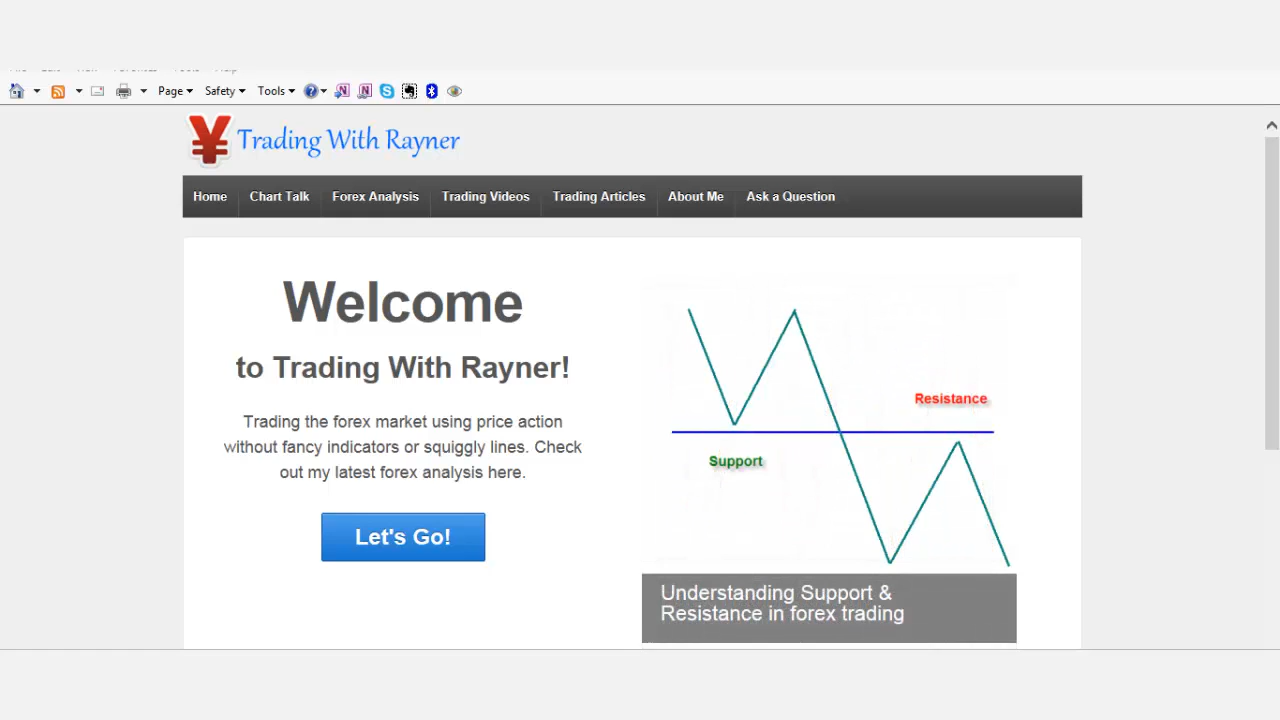 Page Safety Tools
Trading With Rayner
Home Chart Talk Forex Analysis Trading Videos Trading Articles About Me Ask a Question
Welcome
to Trading With Rayner!
Trading the forex market using price action
without fancy indicators or squiggly lines. Check
out my latest forex analysis here.
Let's Go!
Resistance
Support
Understanding Support &
Resistance in forex trading